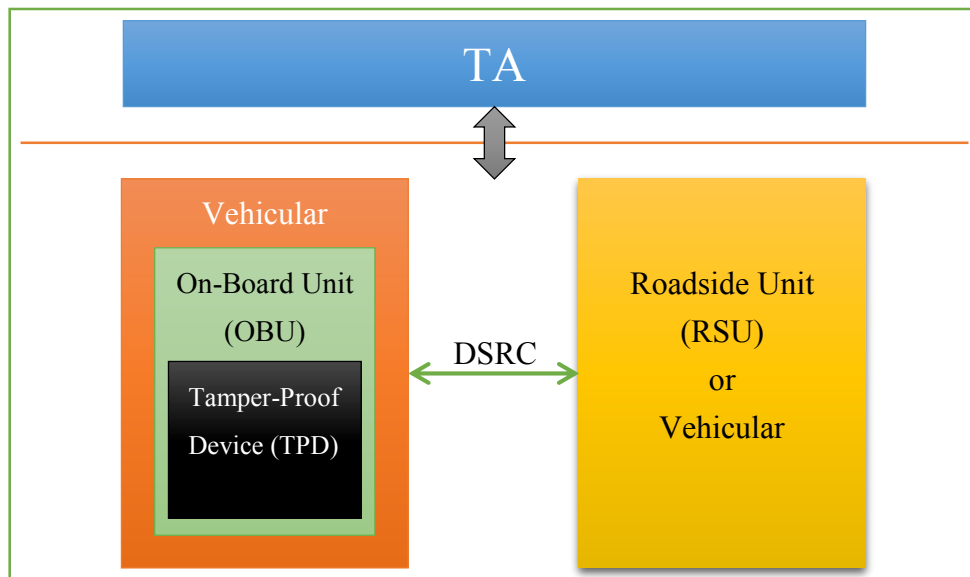 TA
Vehicular
On-Board Unit
(OBU)
Tamper-Proof
Device (TPD)
DSRC
Roadside Unit
(RSU)
or
Vehicular